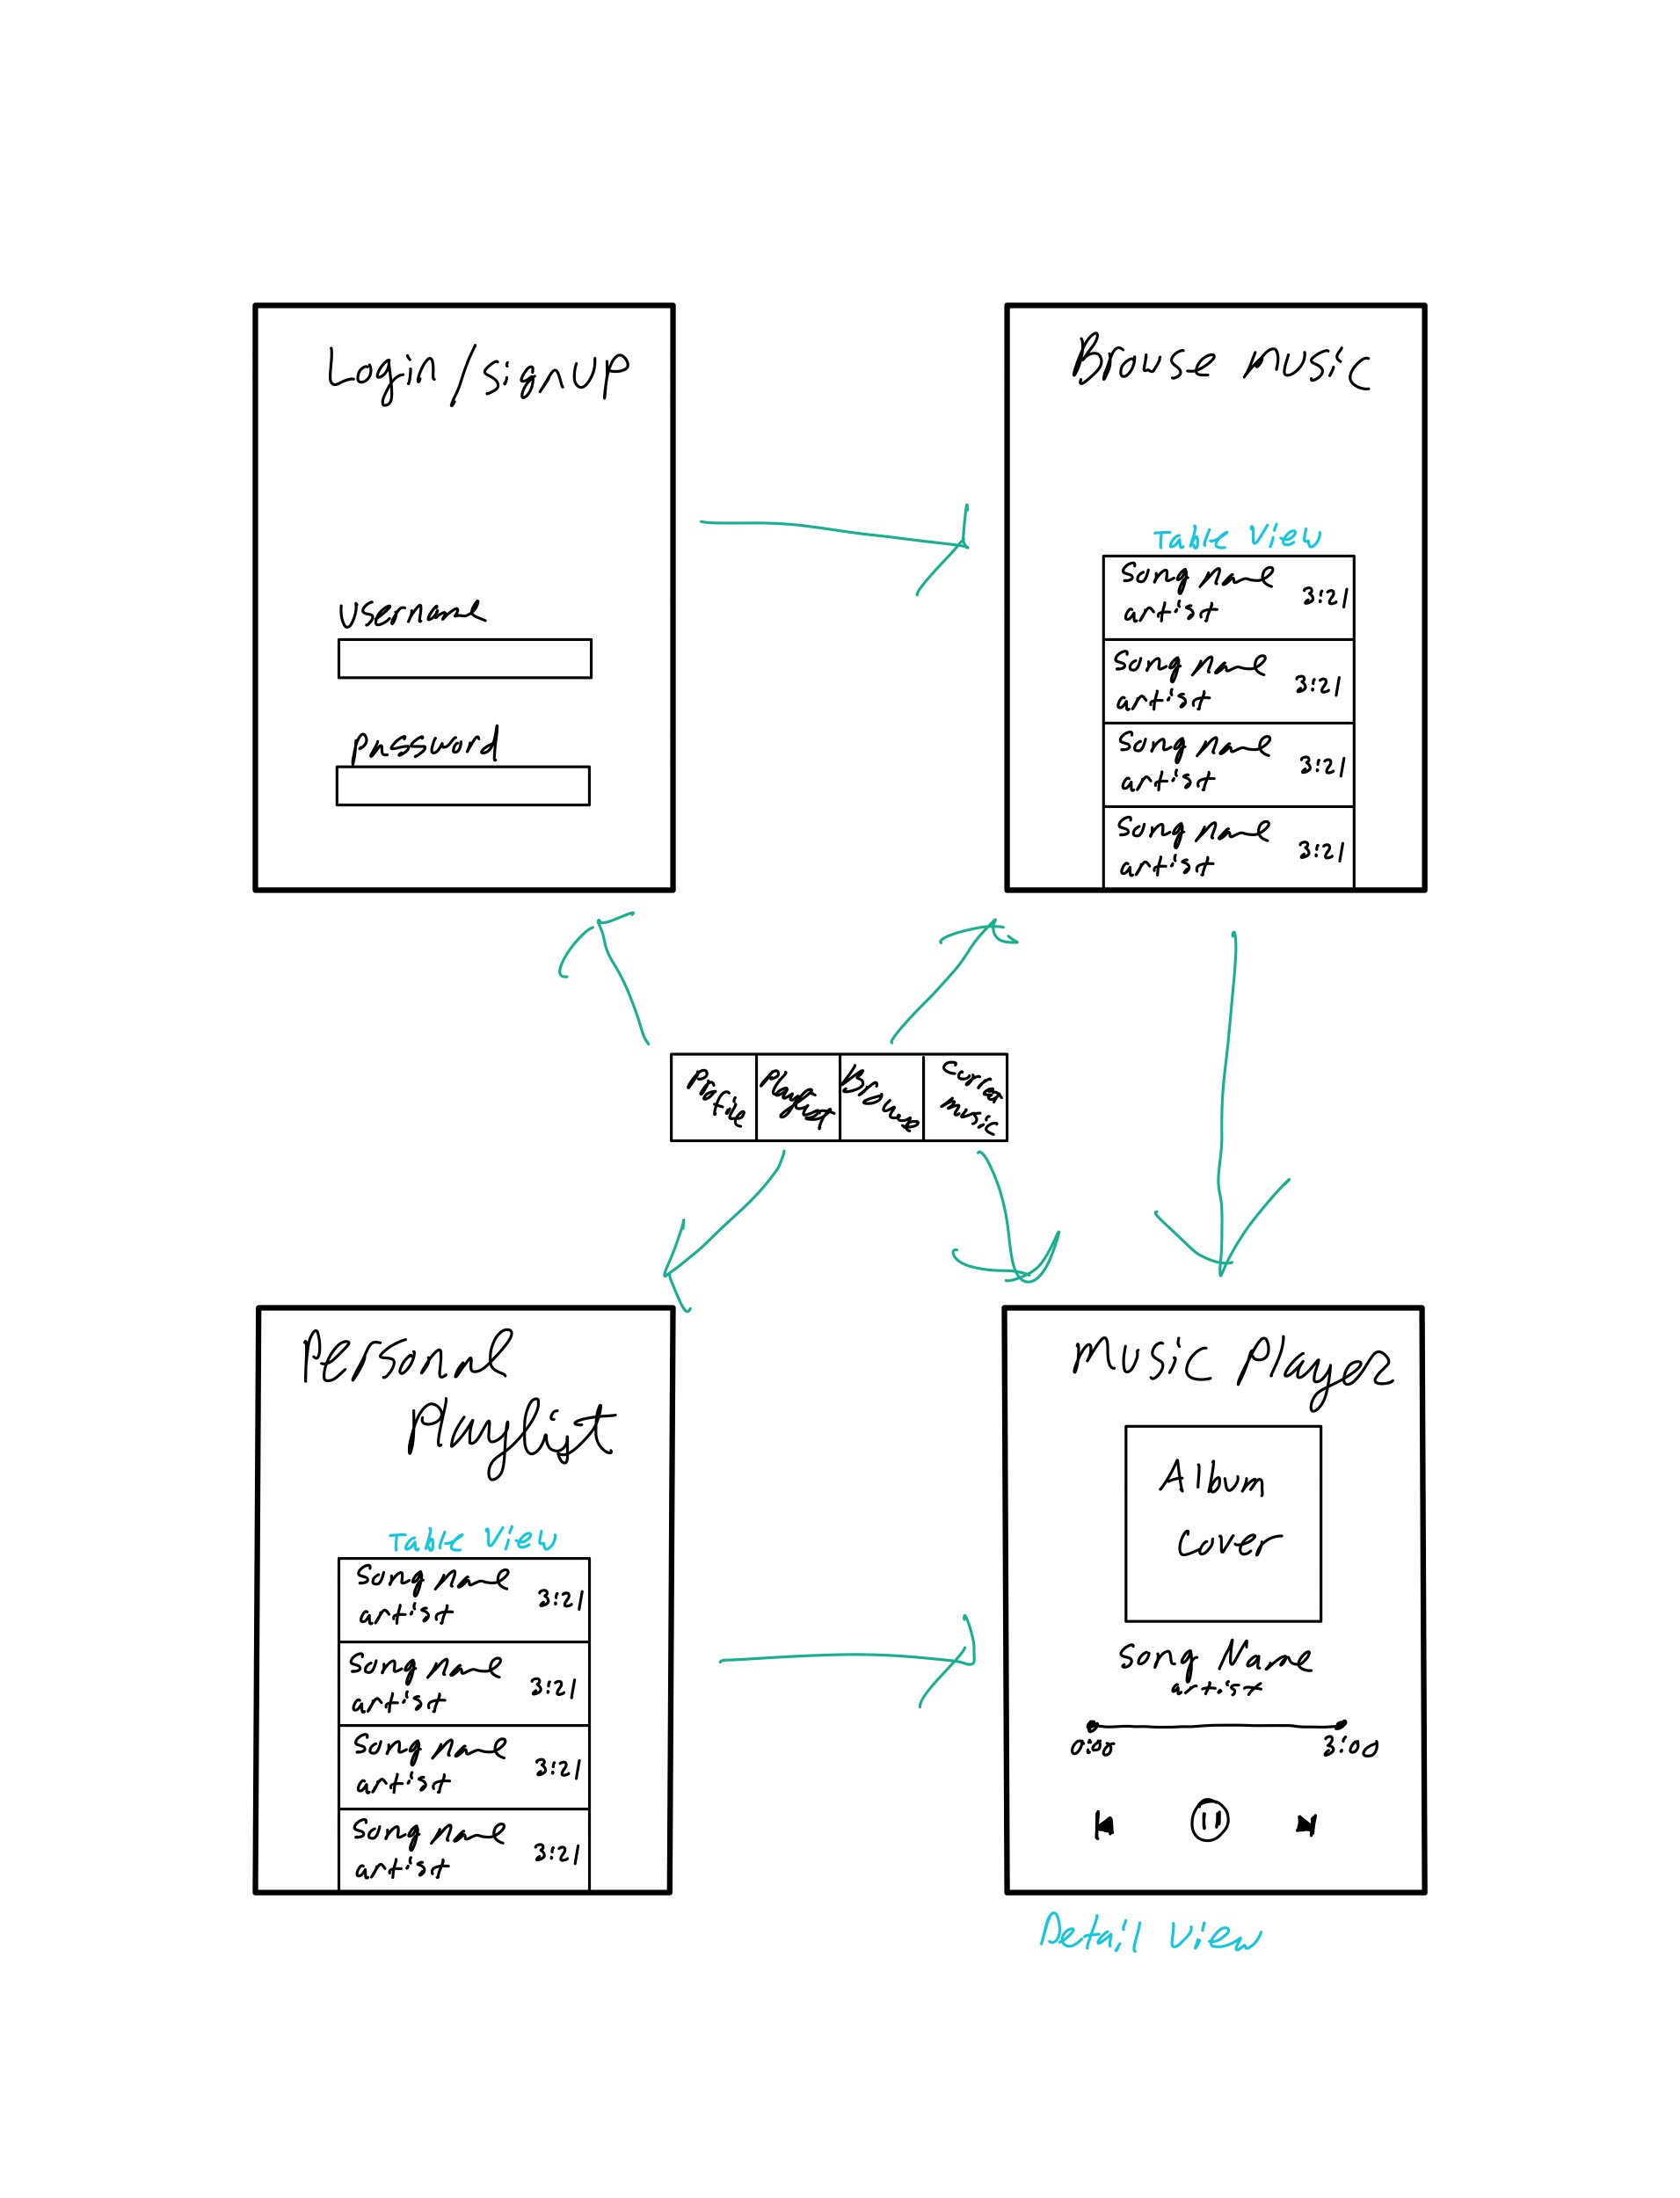 Login/signup
username
password
Browse music
Table View
Song name
artist
3:21
Song name
artist
3:21
Song name
artist
3:21
Song name
artist
3:21
Profile
Playlist
Browse
Current
music
Personal
Playlist
Table View
Song name
artist
3:21
Song name
artist
3:21
Song name
artist
3:21
Song name
artist
3:21
Music Player
Album
Cover
Song Name
artist
0:00
3:00
Detail View